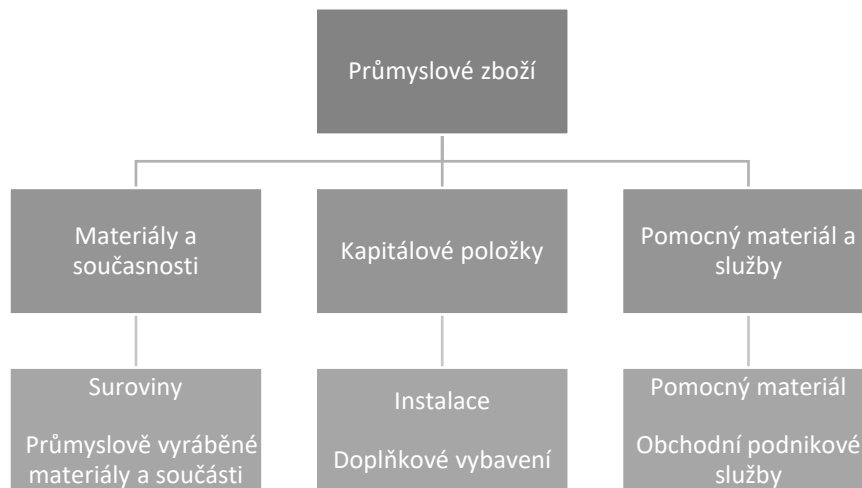 Průmyslové zboží
Materiály a
současnosti
Kapitálové položky
Pomocný materiál a
služby
Suroviny
Průmyslově vyráběné
materiály a součásti
Instalace
Doplňkové vybavení
Pomocný materiál
Obchodní podnikové
služby